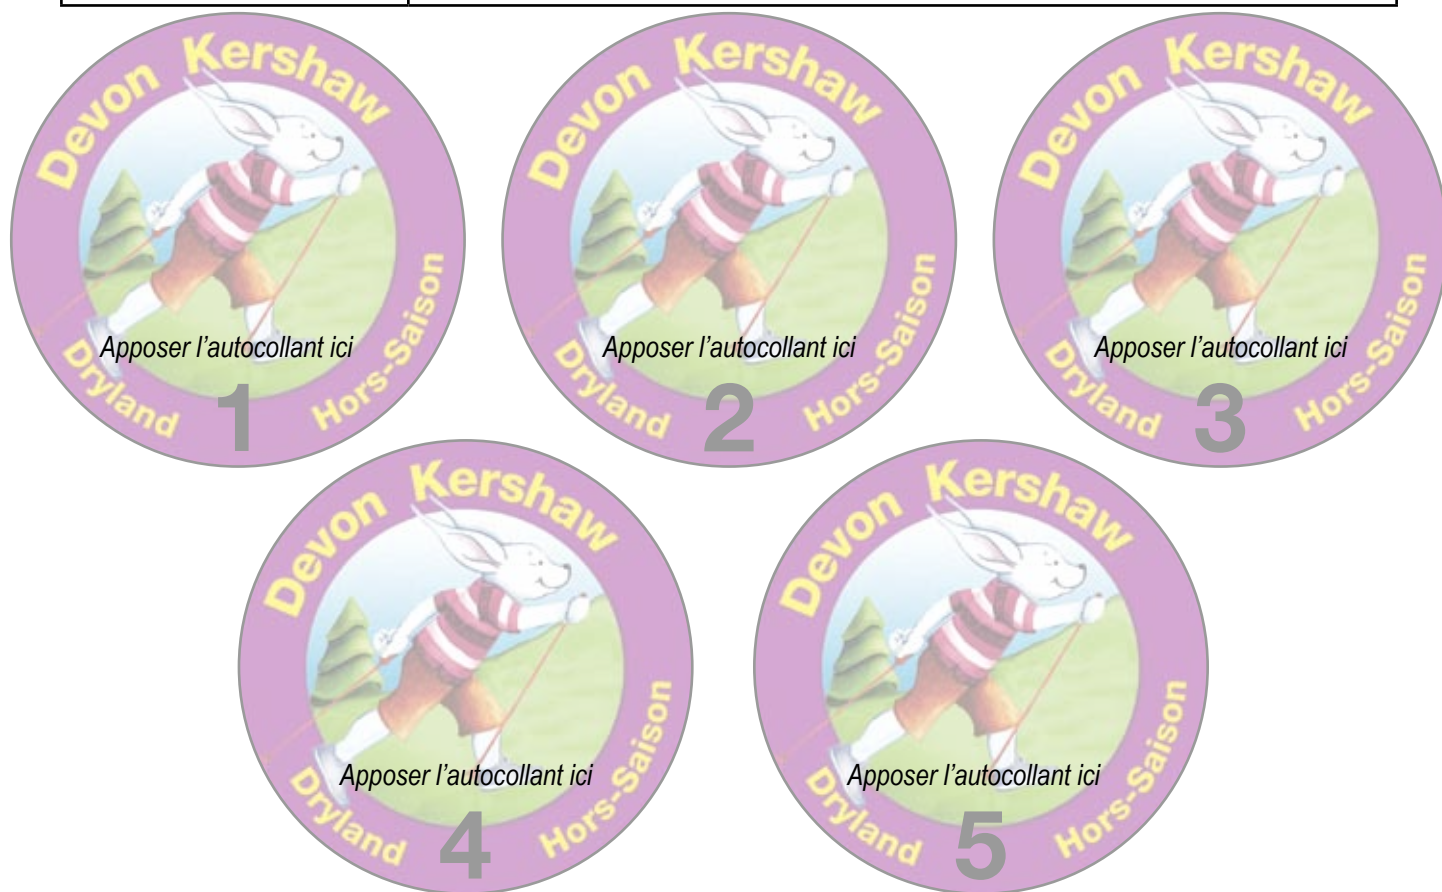 Devon Kershaw
Apposer l’autocollant ici
Dryland 1 Hors-Saison
Devon Kershaw
Apposer l’autocollant ici
Dryland 2 Hors-Saison
Devon Kershaw
Apposer l’autocollant ici
Dryland 3 Hors-Saison
Devon Kershaw
Apposer l’autocollant ici
Dryland 4 Hors-Saison
Devon Kershaw
Apposer l’autocollant ici
Dryland 5 Hors-Saison